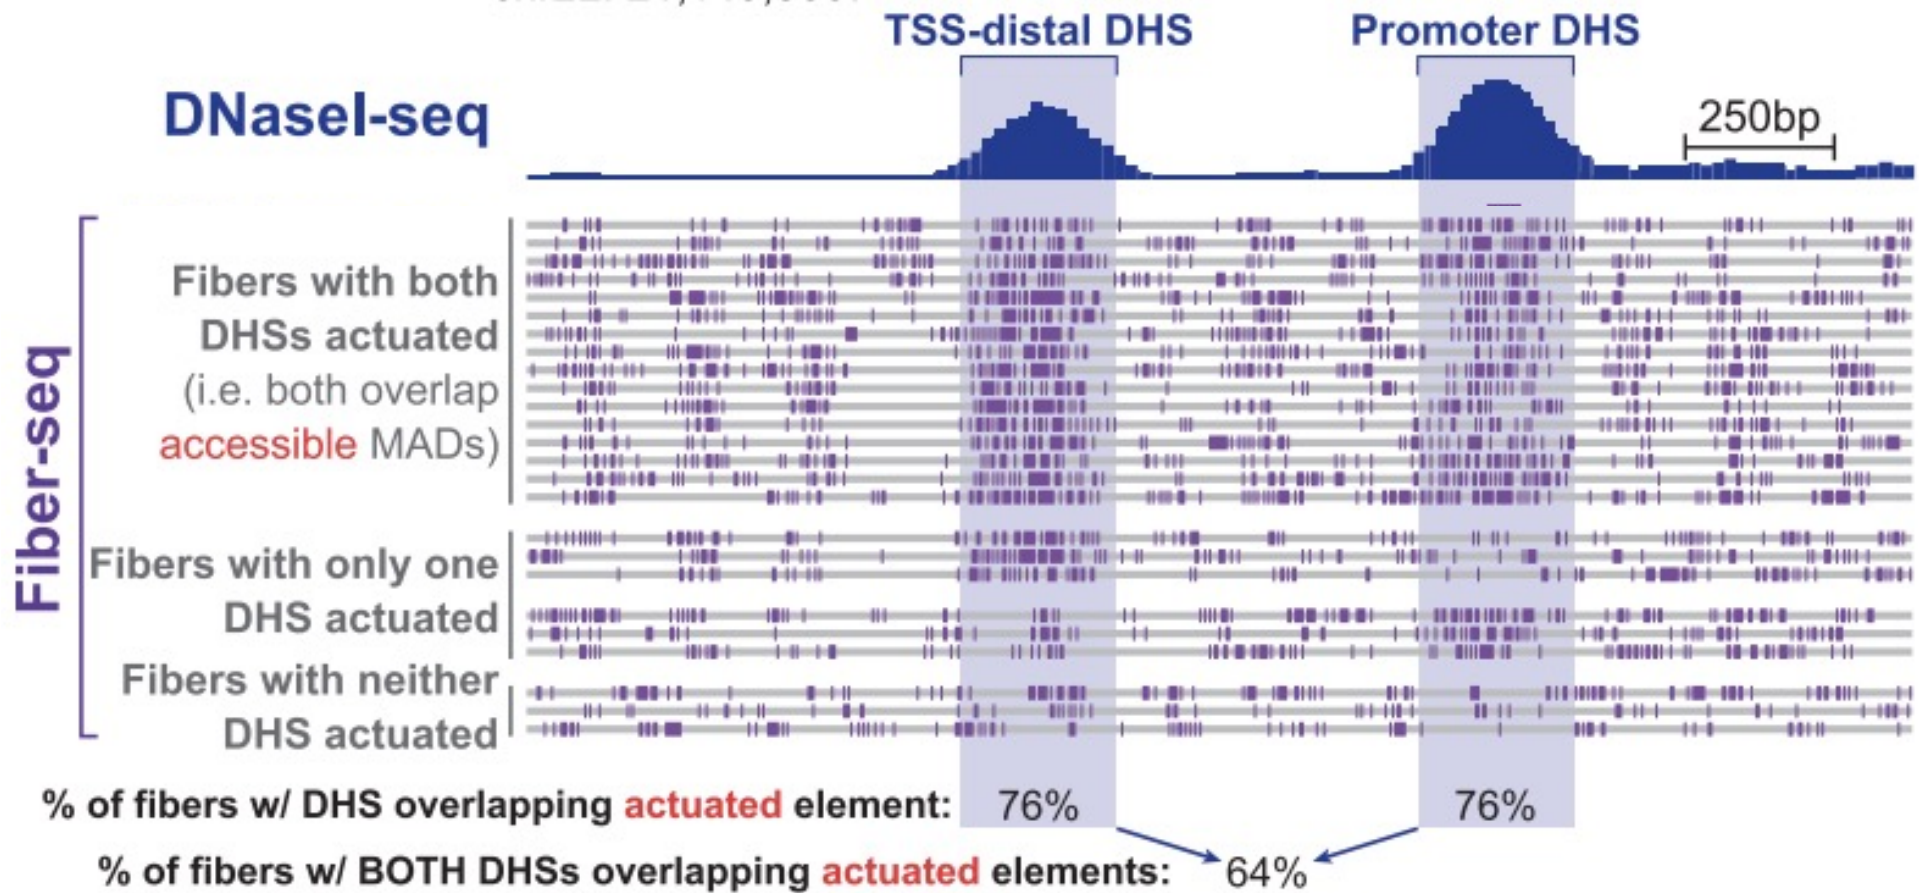 TSS-distal DHS Promoter DHS
DNaseI-seq
250bp
Fiber-seq
Fibers with both
DHSs actuated
(i.e. both overlap
accessible MADs)
Fibers with only one
DHS actuated
Fibers with neither
DHS actuated
% of fibers w/ DHS overlapping actuated element: 76% 76%
% of fibers w/ BOTH DHSs overlapping actuated elements: 64%